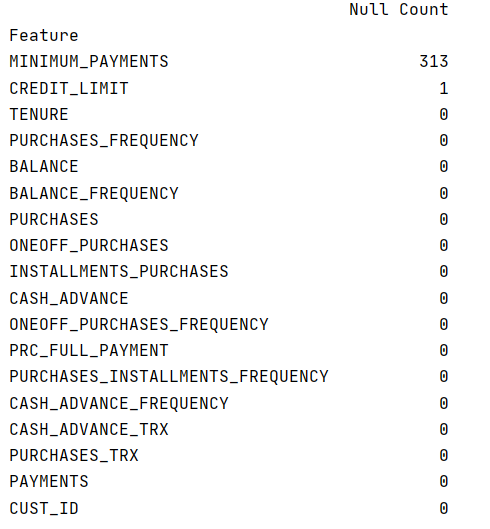 Null Count
Feature
MINIMUM_PAYMENTS 313
CREDIT_LIMIT 1
TENURE 0
PURCHASES_FREQUENCY 0
BALANCE 0
BALANCE_FREQUENCY 0
PURCHASES 0
ONEOFF_PURCHASES 0
INSTALLMENTS_PURCHASES 0
CASH_ADVANCE 0
ONEOFF_PURCHASES_FREQUENCY 0
PRC_FULL_PAYMENT 0
PURCHASES_INSTALLMENTS_FREQUENCY 0
CASH_ADVANCE_FREQUENCY 0
CASH_ADVANCE_TRX 0
PURCHASES_TRX 0
PAYMENTS 0
CUST_ID 0